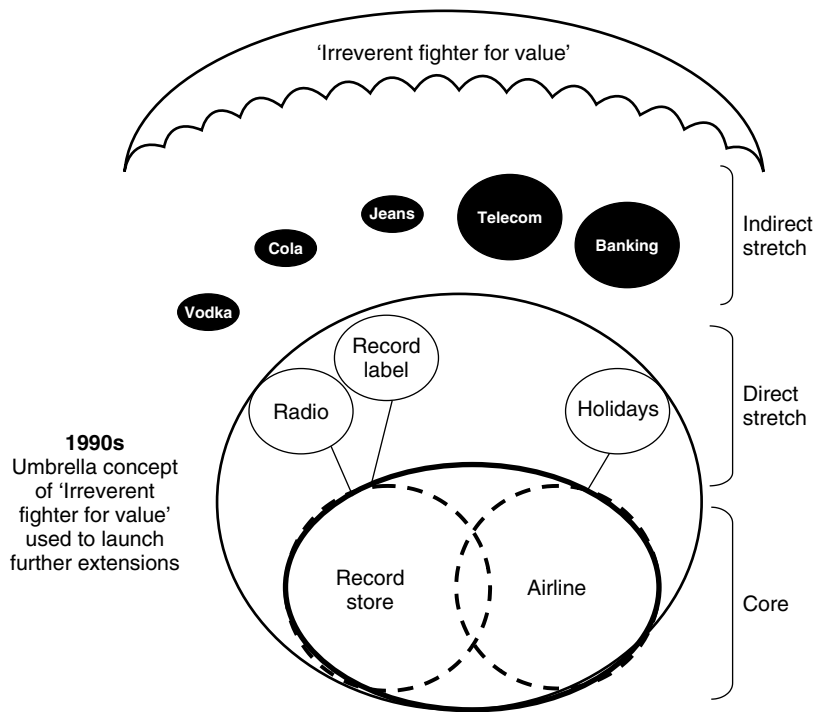 ‘Irreverent fighter for value’
Jeans
Telecom
Cola
Banking
Vodka
Indirect
stretch
Record
label
Radio
Holidays
Direct
stretch
1990s
Umbrella concept
of ‘Irreverent
fighter for value’
used to launch
further extensions
Record
store
Airline
Core